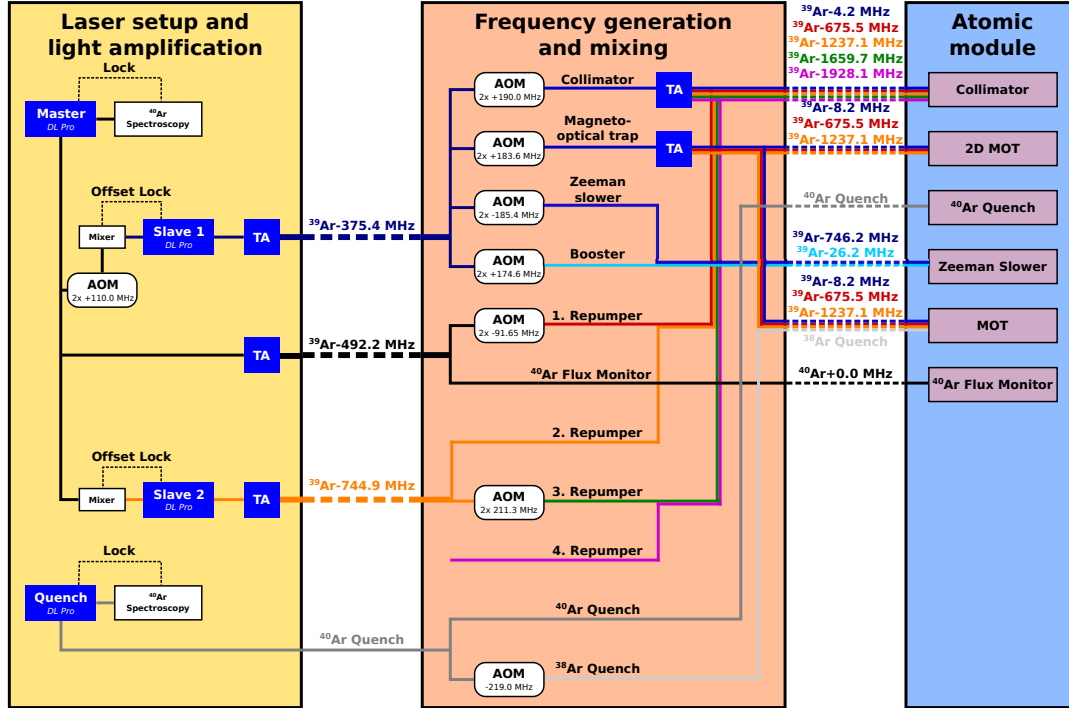 Laser setup and
light amplification
Lock
Master
DL Pro
⁴⁰Ar
Spectroscopy
Offset Lock
Mixer
Slave 1
DL Pro
TA
AOM
2x +110.0 MHz
TA
Offset Lock
Mixer
Slave 2
DL Pro
TA
Lock
Quench
DL Pro
⁴⁰Ar
Spectroscopy
³⁹Ar-375.4 MHz
³⁹Ar-492.2 MHz
³⁹Ar-744.9 MHz
⁴⁰Ar Quench
Frequency generation
and mixing
AOM
2x +190.0 MHz
Collimator
TA
AOM
2x +183.6 MHz
Magneto-
optical trap
TA
AOM
2x -185.4 MHz
Zeeman
slower
AOM
2x +174.6 MHz
Booster
AOM
2x -91.65 MHz
1. Repumper
⁴⁰Ar Flux Monitor
2. Repumper
AOM
2x 211.3 MHz
3. Repumper
4. Repumper
⁴⁰Ar Quench
AOM
-219.0 MHz
³⁸Ar Quench
³⁹Ar-4.2 MHz
³⁹Ar-675.5 MHz
³⁹Ar-1237.1 MHz
³⁹Ar-1659.7 MHz
³⁹Ar-1928.1 MHz
³⁹Ar-8.2 MHz
³⁹Ar-675.5 MHz
³⁹Ar-1237.1 MHz
⁴⁰Ar Quench
³⁹Ar-746.2 MHz
³⁹Ar-26.2 MHz
³⁹Ar-8.2 MHz
³⁹Ar-675.5 MHz
³⁹Ar-1237.1 MHz
³⁸Ar Quench
⁴⁰Ar+0.0 MHz
Atomic
module
Collimator
2D MOT
⁴⁰Ar Quench
Zeeman Slower
MOT
⁴⁰Ar Flux Monitor